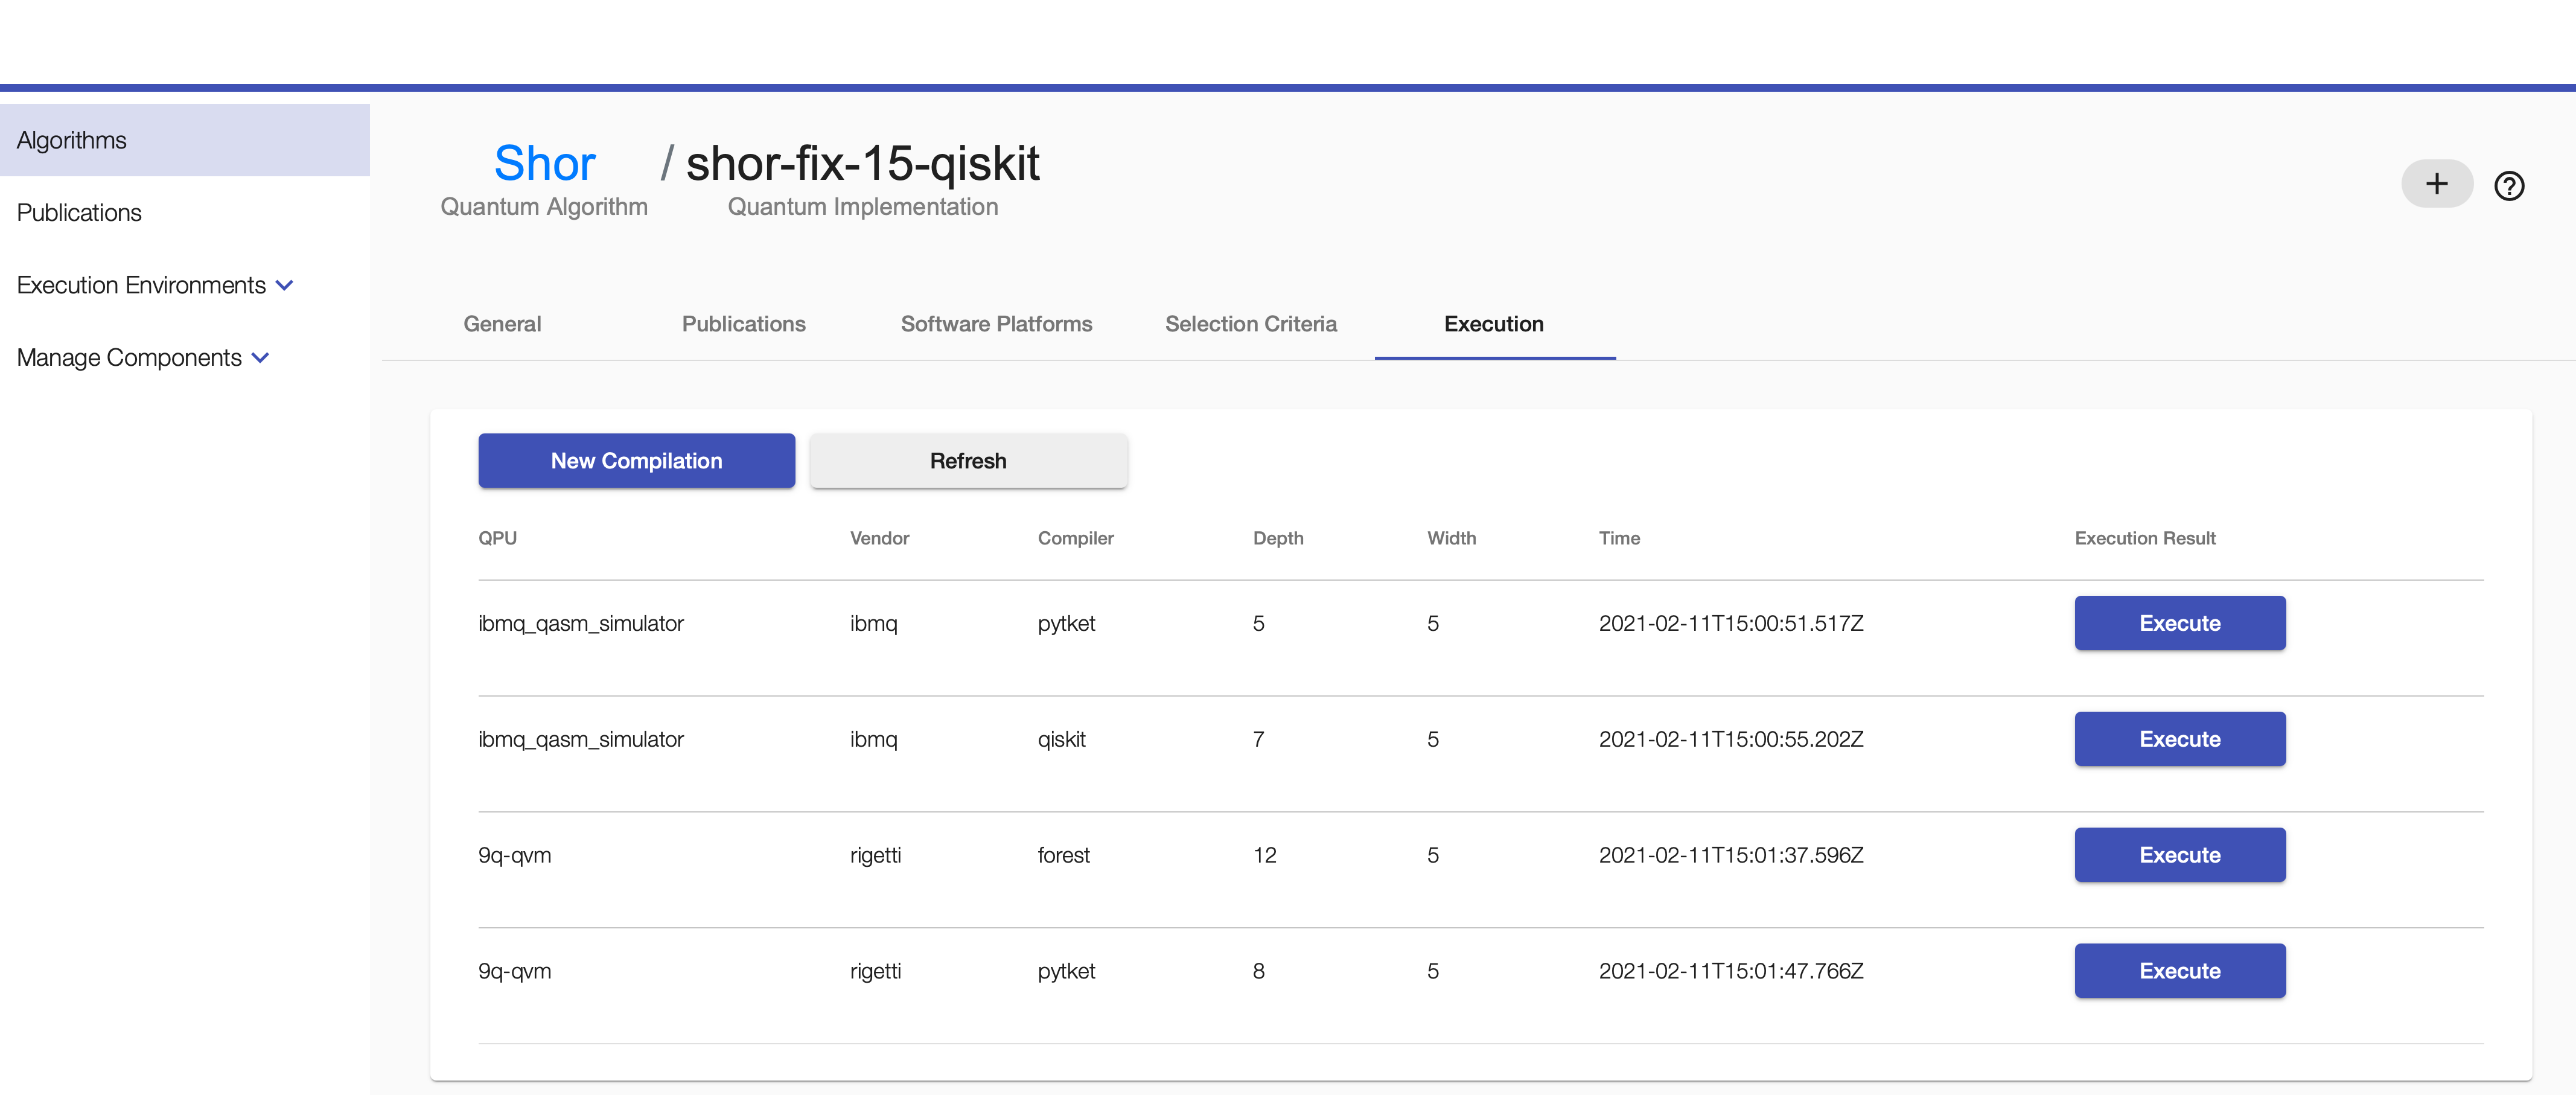 Algorithms
Publications
Execution Environments
Manage Components
Shor / shor-fix-15-qiskit
Quantum Algorithm Quantum Implementation
General Publications Software Platforms Selection Criteria Execution
New Compilation Refresh
QPU Vendor Compiler Depth Width Time Execution Result
ibmq_qasm_simulator ibmq pytket 5 5 2021-02-11T15:00:51.517Z Execute
ibmq_qasm_simulator ibmq qiskit 7 5 2021-02-11T15:00:55.202Z Execute
9q-qvm rigetti forest 12 5 2021-02-11T15:01:37.596Z Execute
9q-qvm rigetti pytket 8 5 2021-02-11T15:01:47.766Z Execute